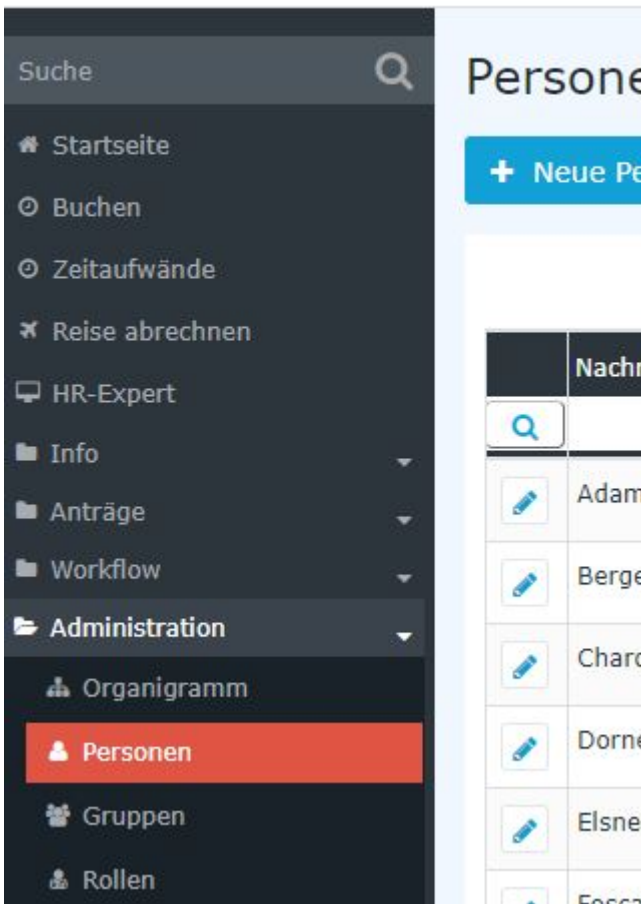 Suche
Startseite
Buchen
Zeitaufwände
Reise abrechnen
HR-Expert
Info
Anträge
Workflow
Administration
Organigramm
Personen
Gruppen
Rollen
Persone
+ Neue Pe
Nachn
Adam
Berge
Charo
Dorne
Elsne